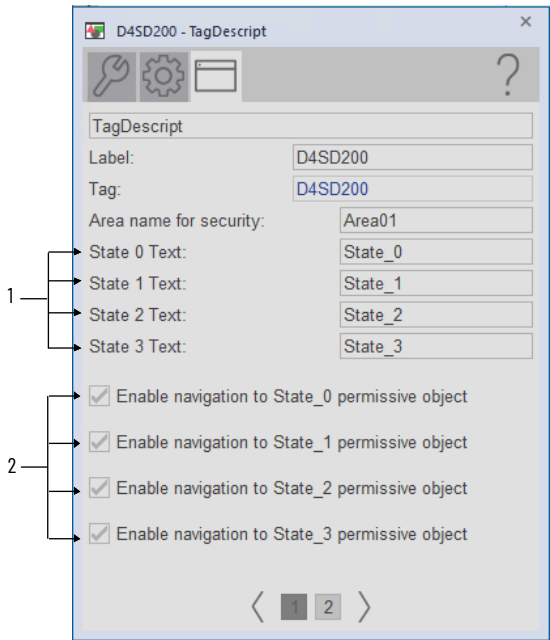 D4SD200 - TagDescript
?
TagDescript
Label: D4SD200
Tag: D4SD200
Area name for security: Area01
State 0 Text: State_0
1
State 1 Text: State_1
State 2 Text: State_2
State 3 Text: State_3
Enable navigation to State_0 permissive object
Enable navigation to State_1 permissive object
2
Enable navigation to State_2 permissive object
Enable navigation to State_3 permissive object
1 2